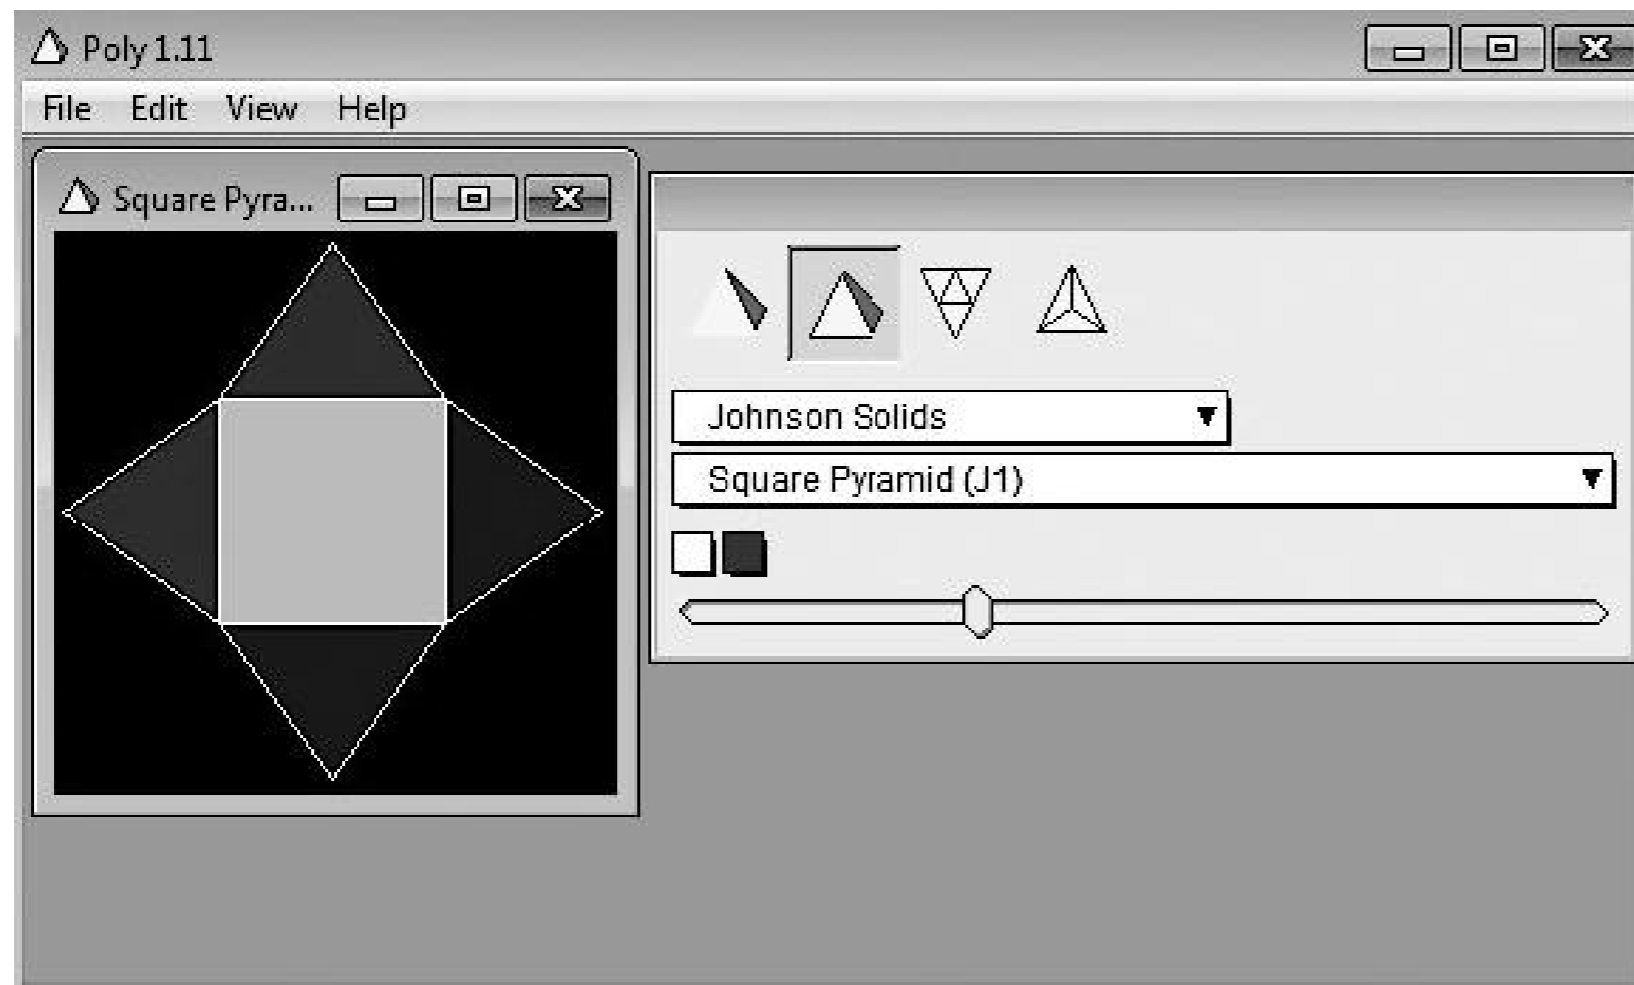 Poly 1.11
File Edit View Help
Square Pyra...
Johnson Solids
Square Pyramid (J1)